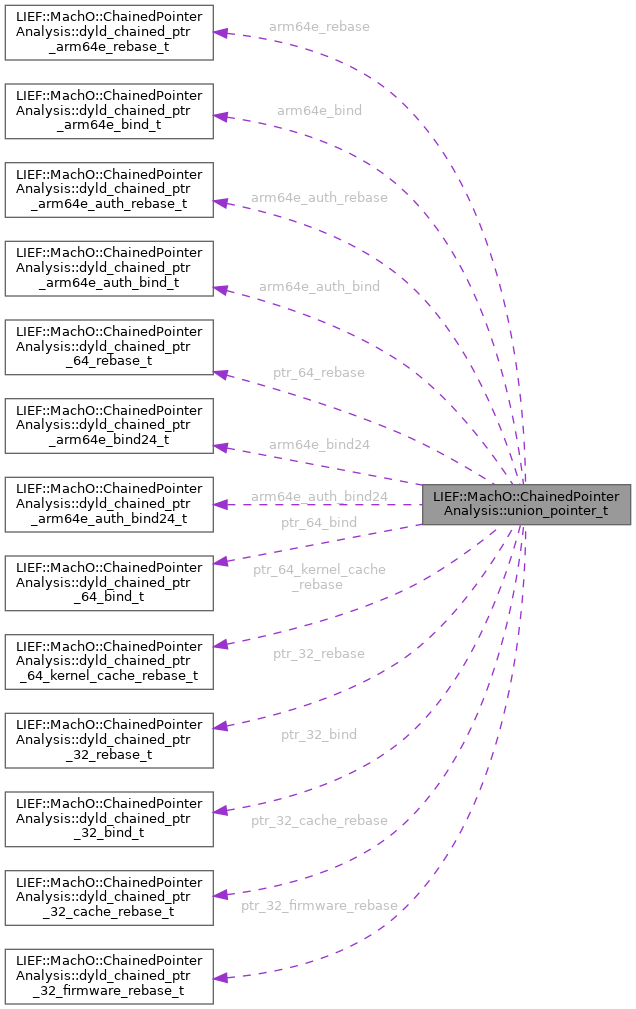 LIEF::MachO::ChainedPointer
Analysis::dyld_chained_ptr
_arm64e_rebase_t
arm64e_rebase
LIEF::MachO::ChainedPointer
Analysis::dyld_chained_ptr
_arm64e_bind_t
arm64e_bind
LIEF::MachO::ChainedPointer
Analysis::dyld_chained_ptr
_arm64e_auth_rebase_t
arm64e_auth_rebase
LIEF::MachO::ChainedPointer
Analysis::dyld_chained_ptr
_arm64e_auth_bind_t
arm64e_auth_bind
LIEF::MachO::ChainedPointer
Analysis::dyld_chained_ptr
_64_rebase_t
ptr_64_rebase
LIEF::MachO::ChainedPointer
Analysis::dyld_chained_ptr
_arm64e_bind24_t
arm64e_bind24
LIEF::MachO::ChainedPointer
Analysis::dyld_chained_ptr
_arm64e_auth_bind24_t
arm64e_auth_bind24
LIEF::MachO::ChainedPointer
Analysis::union_pointer_t
ptr_64_bind
LIEF::MachO::ChainedPointer
Analysis::dyld_chained_ptr
_64_bind_t
ptr_64_kernel_cache
_rebase
LIEF::MachO::ChainedPointer
Analysis::dyld_chained_ptr
_64_kernel_cache_rebase_t
ptr_32_rebase
LIEF::MachO::ChainedPointer
Analysis::dyld_chained_ptr
_32_rebase_t
ptr_32_bind
LIEF::MachO::ChainedPointer
Analysis::dyld_chained_ptr
_32_bind_t
ptr_32_cache_rebase
LIEF::MachO::ChainedPointer
Analysis::dyld_chained_ptr
_32_cache_rebase_t
ptr_32_firmware_rebase
LIEF::MachO::ChainedPointer
Analysis::dyld_chained_ptr
_32_firmware_rebase_t